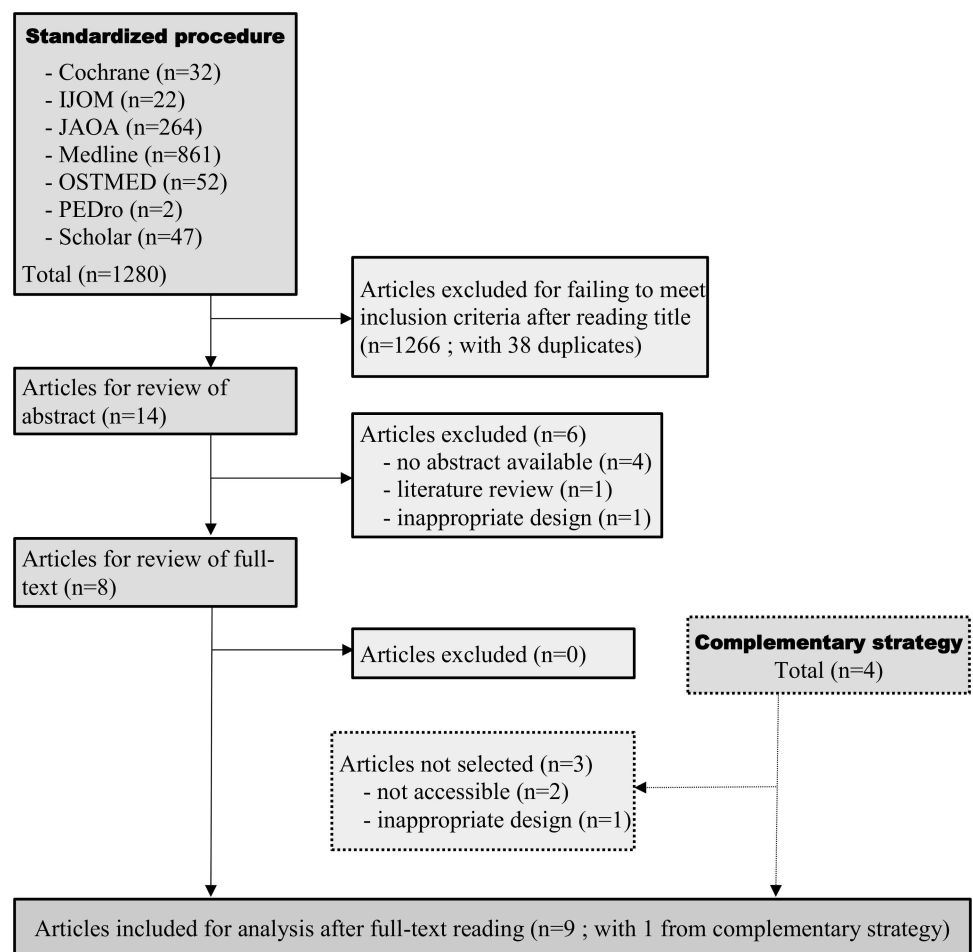 Standardized procedure
- Cochrane (n=32)
- IJOM (n=22)
- JAOA (n=264)
- Medline (n=861)
- OSTMED (n=52)
- PEDro (n=2)
- Scholar (n=47)
Total (n=1280)
Articles excluded for failing to meet
inclusion criteria after reading title
(n=1266 ; with 38 duplicates)
Articles for review of
abstract (n=14)
Articles excluded (n=6)
- no abstract available (n=4)
- literature review (n=1)
- inappropriate design (n=1)
Articles for review of full-
text (n=8)
Articles excluded (n=0)
Complementary strategy
Total (n=4)
Articles not selected (n=3)
- not accessible (n=2)
- inappropriate design (n=1)
Articles included for analysis after full-text reading (n=9 ; with 1 from complementary strategy)